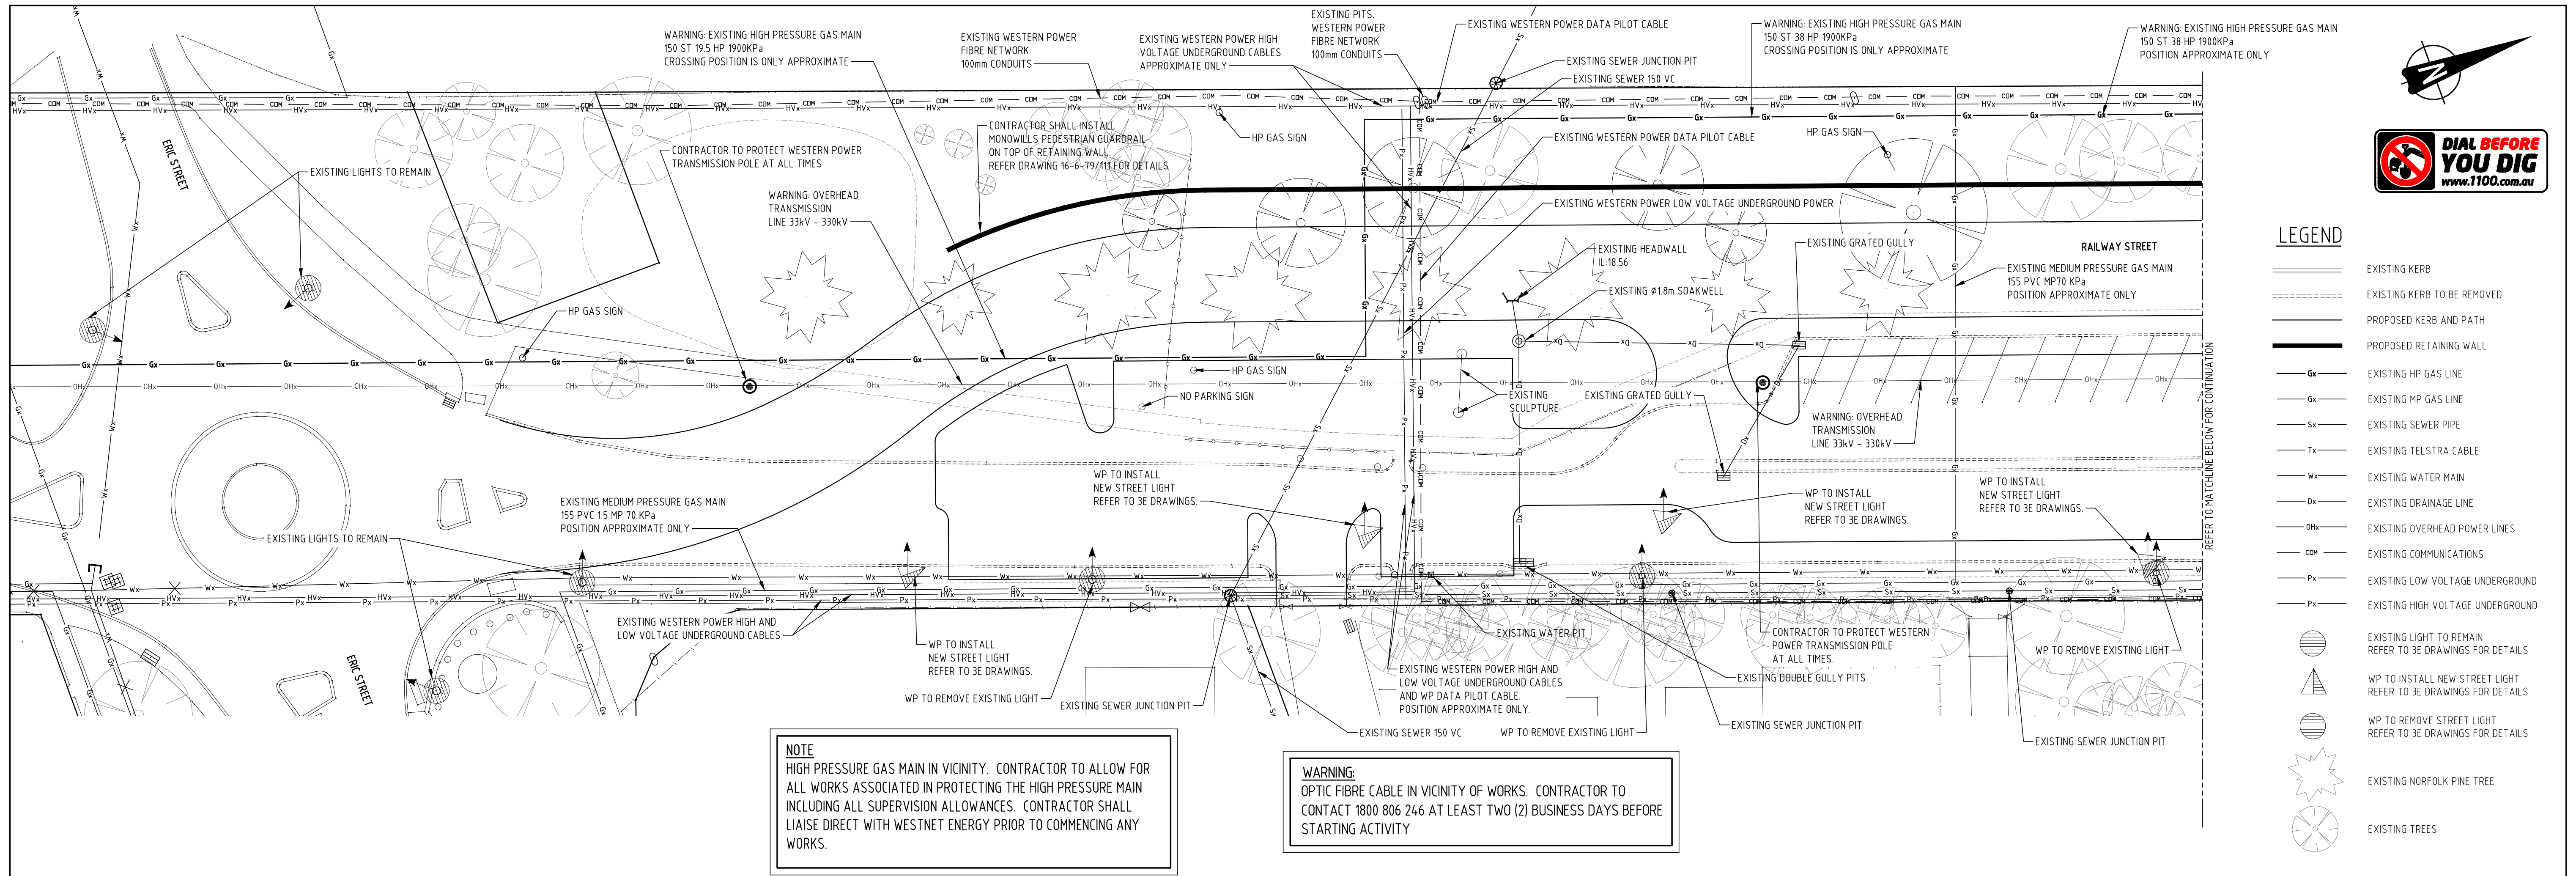 WARNING: EXISTING HIGH PRESSURE GAS MAIN
150 ST 19.5 HP 1900KPa
CROSSING POSITION IS ONLY APPROXIMATE
EXISTING WESTERN POWER
FIBRE NETWORK
100mm CONDUITS
EXISTING WESTERN POWER HIGH
VOLTAGE UNDERGROUND CABLES
APPROXIMATE ONLY
EXISTING PITS.
WESTERN POWER
FIBRE NETWORK
100mm CONDUITS
EXISTING WESTERN POWER DATA PILOT CABLE
EXISTING SEWER JUNCTION PIT
EXISTING SEWER 150 VC
WARNING: EXISTING HIGH PRESSURE GAS MAIN
150 ST 38 HP 1900KPa
CROSSING POSITION IS ONLY APPROXIMATE
WARNING: EXISTING HIGH PRESSURE GAS MAIN
150 ST 38 HP 1900KPa
POSITION APPROXIMATE ONLY
ERIC STREET
EXISTING LIGHTS TO REMAIN
CONTRACTOR TO PROTECT WESTERN POWER
TRANSMISSION POLE AT ALL TIMES
CONTRACTOR SHALL INSTALL
MONOWILLS PEDESTRIAN GUARDRAIL
ON TOP OF RETAINING WALL
REFER DRAWING 16-6-79/111 FOR DETAILS
HP GAS SIGN
EXISTING WESTERN POWER DATA PILOT CABLE
HP GAS SIGN
WARNING: OVERHEAD
TRANSMISSION
LINE 33kV - 330kV
EXISTING WESTERN POWER LOW VOLTAGE UNDERGROUND POWER
EXISTING HEADWALL
IL:18.56
EXISTING Ø1.8m SOAKWELL
EXISTING GRATED GULLY
RAILWAY STREET
EXISTING MEDIUM PRESSURE GAS MAIN
155 PVC MP70 KPa
POSITION APPROXIMATE ONLY
HP GAS SIGN
HP GAS SIGN
NO PARKING SIGN
EXISTING
SCULPTURE
EXISTING GRATED GULLY
WARNING: OVERHEAD
TRANSMISSION
LINE 33kV - 330kV
REFER TO MATCHLINE BELOW FOR CONTINUATION
WP TO INSTALL
NEW STREET LIGHT
REFER TO 3E DRAWINGS.
WP TO INSTALL
NEW STREET LIGHT
REFER TO 3E DRAWINGS.
WP TO INSTALL
NEW STREET LIGHT
REFER TO 3E DRAWINGS.
EXISTING MEDIUM PRESSURE GAS MAIN
155 PVC 1.5 MP 70 KPa
POSITION APPROXIMATE ONLY
EXISTING LIGHTS TO REMAIN
EXISTING WESTERN POWER HIGH AND
LOW VOLTAGE UNDERGROUND CABLES
ERIC STREET
WP TO INSTALL
NEW STREET LIGHT
REFER TO 3E DRAWINGS.
WP TO REMOVE EXISTING LIGHT
EXISTING SEWER JUNCTION PIT
EXISTING WATER PIT
EXISTING WESTERN POWER HIGH AND
LOW VOLTAGE UNDERGROUND CABLES
AND WP DATA PILOT CABLE.
POSITION APPROXIMATE ONLY.
EXISTING SEWER 150 VC
WP TO REMOVE EXISTING LIGHT
CONTRACTOR TO PROTECT WESTERN
POWER TRANSMISSION POLE
AT ALL TIMES.
EXISTING DOUBLE GULLY PITS
EXISTING SEWER JUNCTION PIT
WP TO REMOVE EXISTING LIGHT
EXISTING SEWER JUNCTION PIT
NOTE
HIGH PRESSURE GAS MAIN IN VICINITY. CONTRACTOR TO ALLOW FOR
ALL WORKS ASSOCIATED IN PROTECTING THE HIGH PRESSURE MAIN
INCLUDING ALL SUPERVISION ALLOWANCES. CONTRACTOR SHALL
LIAISE DIRECT WITH WESTNET ENERGY PRIOR TO COMMENCING ANY
WORKS.
WARNING:
OPTIC FIBRE CABLE IN VICINITY OF WORKS. CONTRACTOR TO
CONTACT 1800 806 246 AT LEAST TWO (2) BUSINESS DAYS BEFORE
STARTING ACTIVITY
N
DIAL BEFORE
YOU DIG
www.1100.com.au
LEGEND
EXISTING KERB
EXISTING KERB TO BE REMOVED
PROPOSED KERB AND PATH
PROPOSED RETAINING WALL
Gx EXISTING HP GAS LINE
Gx EXISTING MP GAS LINE
Sx EXISTING SEWER PIPE
Tx EXISTING TELSTRA CABLE
Wx EXISTING WATER MAIN
Dx EXISTING DRAINAGE LINE
OHx EXISTING OVERHEAD POWER LINES
COM EXISTING COMMUNICATIONS
Px EXISTING LOW VOLTAGE UNDERGROUND
Px EXISTING HIGH VOLTAGE UNDERGROUND
EXISTING LIGHT TO REMAIN
REFER TO 3E DRAWINGS FOR DETAILS
WP TO INSTALL NEW STREET LIGHT
REFER TO 3E DRAWINGS FOR DETAILS
WP TO REMOVE STREET LIGHT
REFER TO 3E DRAWINGS FOR DETAILS
EXISTING NORFOLK PINE TREE
EXISTING TREES